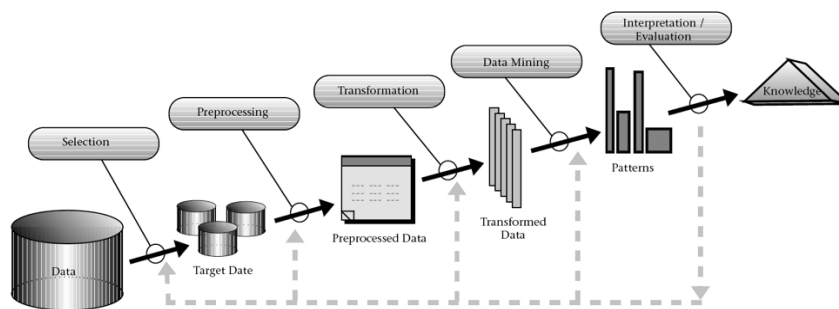 Interpretation /
Evaluation
Data Mining
Transformation
Preprocessing
Selection
Knowledge
Patterns
Transformed
Data
Preprocessed Data
Target Date
Data